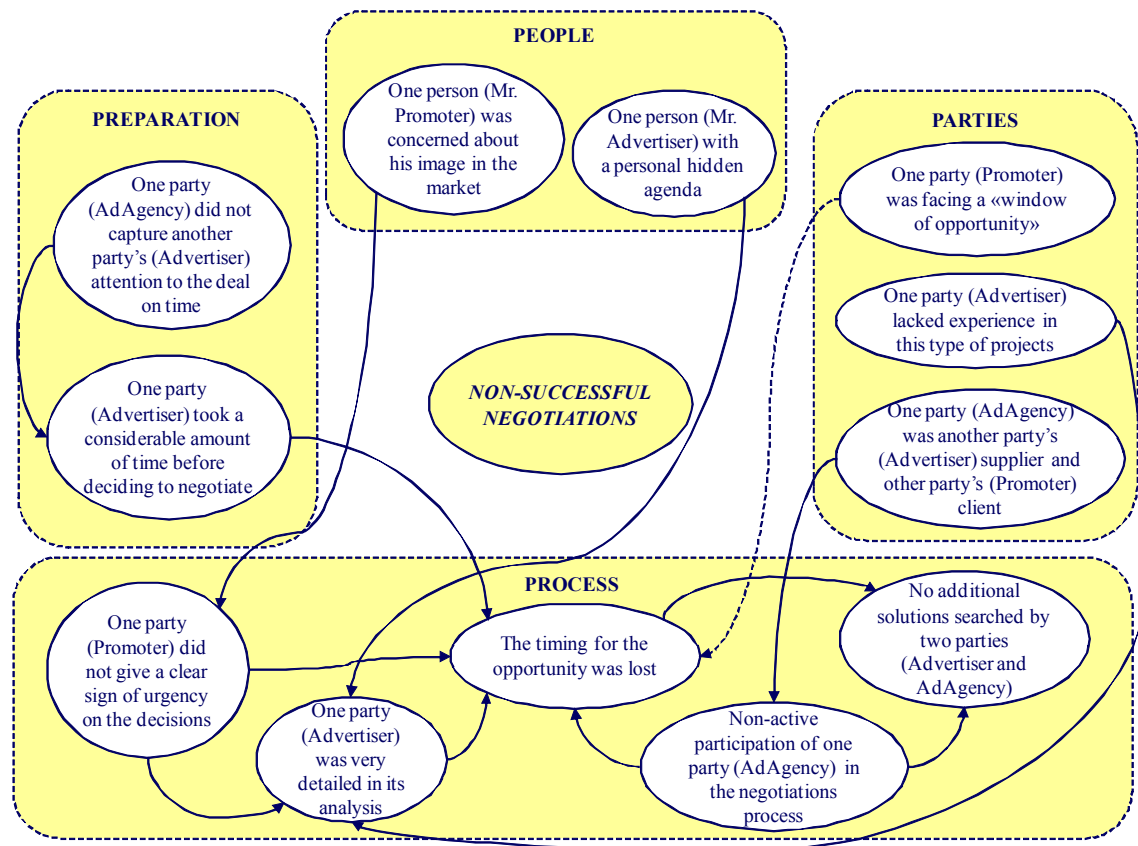 PEOPLE
One person (Mr.
Promoter) was
concerned about
his image in the
market
One person (Mr.
Advertiser) with
a personal hidden
agenda
PREPARATION
One party
(AdAgency) did not
capture another
party's (Advertiser)
attention to the deal
on time
One party
(Advertiser) took a
considerable amount
of time before
deciding to negotiate
PARTIES
One party (Promoter)
was facing a «window
of opportunity»
One party (Advertiser)
lacked experience in
this type of projects
One party (AdAgency)
was another party's
(Advertiser) supplier and
other party's (Promoter)
client
NON-SUCCESSFUL
NEGOTIATIONS
PROCESS
One party
(Promoter) did
not give a clear
sign of urgency
on the decisions
One party
(Advertiser)
was very
detailed in its
analysis
The timing for the
opportunity was lost
Non-active
participation of one
party (AdAgency) in
the negotiations
process
No additional
solutions searched by
two parties
(Advertiser and
AdAgency)